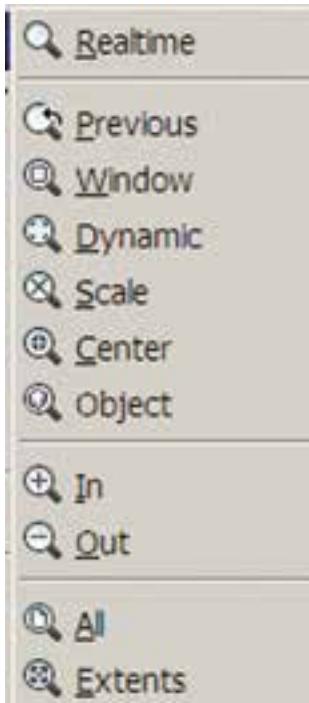 Realtime
Previous
Window
Dynamic
Scale
Center
Object
In
Out
All
Extents